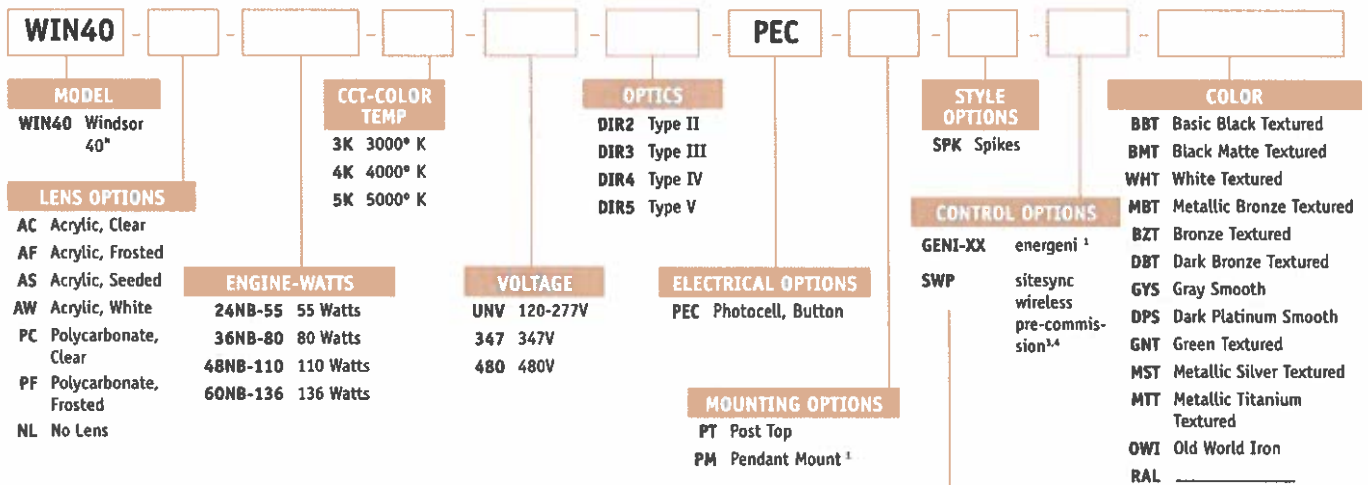 WIN40 - - - - - - PEC - - - -
MODEL
WIN40 Windsor
40"
LENS OPTIONS
AC Acrylic, Clear
AF Acrylic, Frosted
AS Acrylic, Seeded
AW Acrylic, White
PC Polycarbonate,
Clear
PF Polycarbonate,
Frosted
NL No Lens
ENGINE-WATTS
24NB-55 55 Watts
36NB-80 80 Watts
48NB-110 110 Watts
60NB-136 136 Watts
CCT-COLOR
TEMP
3K 3000° K
4K 4000° K
5K 5000° K
VOLTAGE
UNV 120-277V
347 347V
480 480V
OPTICS
DIR2 Type II
DIR3 Type III
DIR4 Type IV
DIR5 Type V
ELECTRICAL OPTIONS
PEC Photocell, Button
MOUNTING OPTIONS
PT Post Top
PM Pendant Mount ¹
STYLE
OPTIONS
SPK Spikes
CONTROL OPTIONS
GENI-XX energeni ¹
SWP sitesync
wireless
pre-commis-
sion³,⁴
COLOR
BBT Basic Black Textured
BMT Black Matte Textured
WHT White Textured
MBT Metallic Bronze Textured
BZT Bronze Textured
DBT Dark Bronze Textured
GYS Gray Smooth
DPS Dark Platinum Smooth
GNT Green Textured
MST Metallic Silver Textured
MTT Metallic Titanium
Textured
OWI Old World Iron
RAL ____________